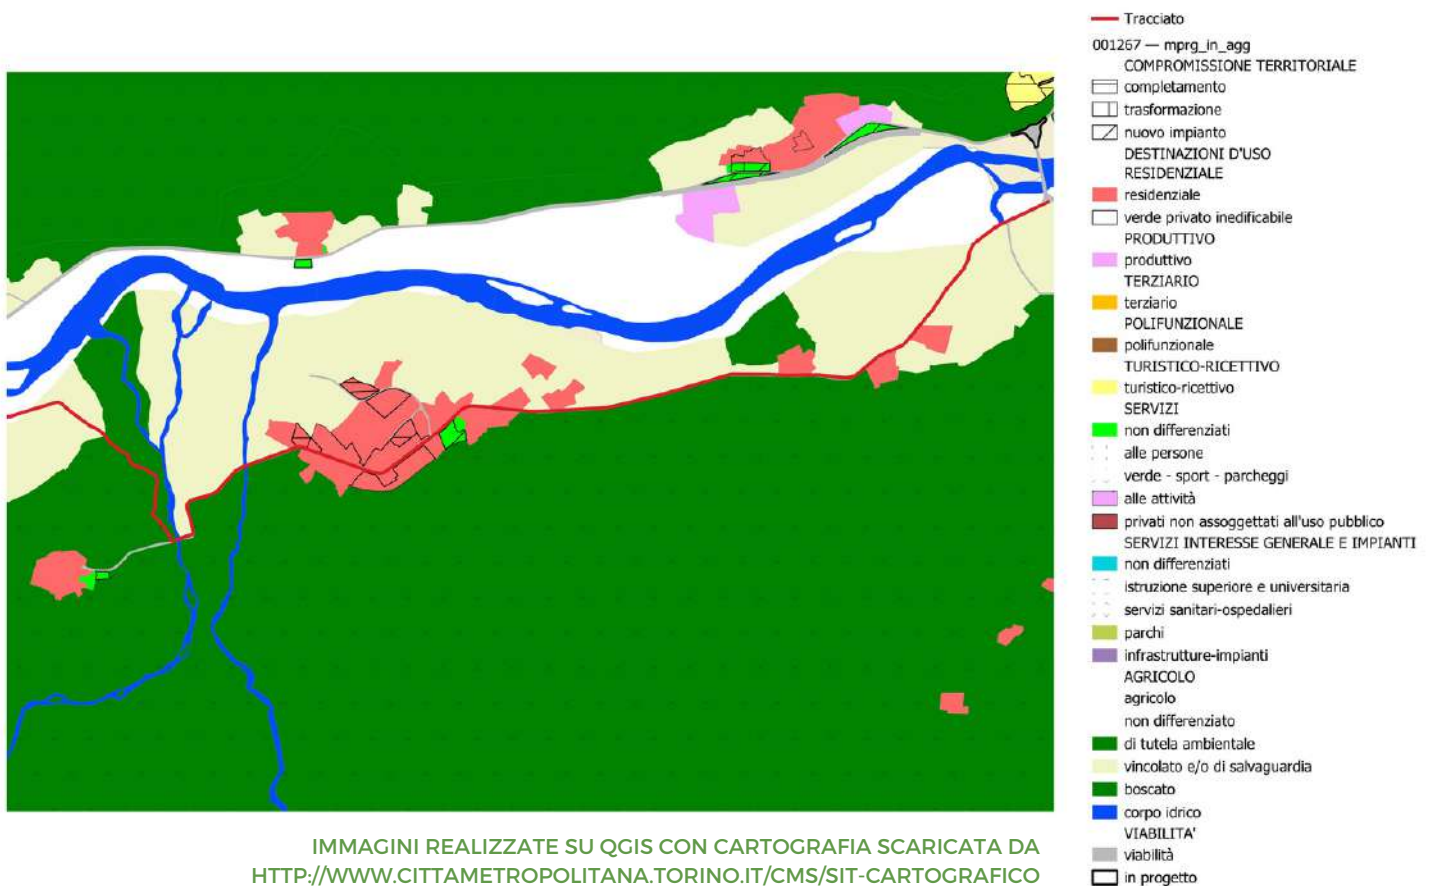 Tracciato
001267 — mprg_in_agg
COMPROMISSIONE TERRITORIALE
completamento
trasformazione
nuovo impianto
DESTINAZIONI D'USO
RESIDENZIALE
residenziale
verde privato inedificabile
PRODUTTIVO
produttivo
TERZIARIO
terziario
POLIFUNZIONALE
polifunzionale
TURISTICO-RICETTIVO
turistico-ricettivo
SERVIZI
non differenziati
alle persone
verde - sport - parcheggi
alle attività
privati non assoggettati all'uso pubblico
SERVIZI INTERESSE GENERALE E IMPIANTI
non differenziati
istruzione superiore e universitaria
servizi sanitari-ospedalieri
parchi
infrastrutture-impianti
AGRICOLO
agricolo
non differenziato
di tutela ambientale
vincolato e/o di salvaguardia
boscato
corpo idrico
VIABILITA'
viabilità
in progetto
IMMAGINI REALIZZATE SU QGIS CON CARTOGRAFIA SCARICATA DA
HTTP://WWW.CITTAMETROPOLITANA.TORINO.IT/CMS/SIT-CARTOGRAFICO